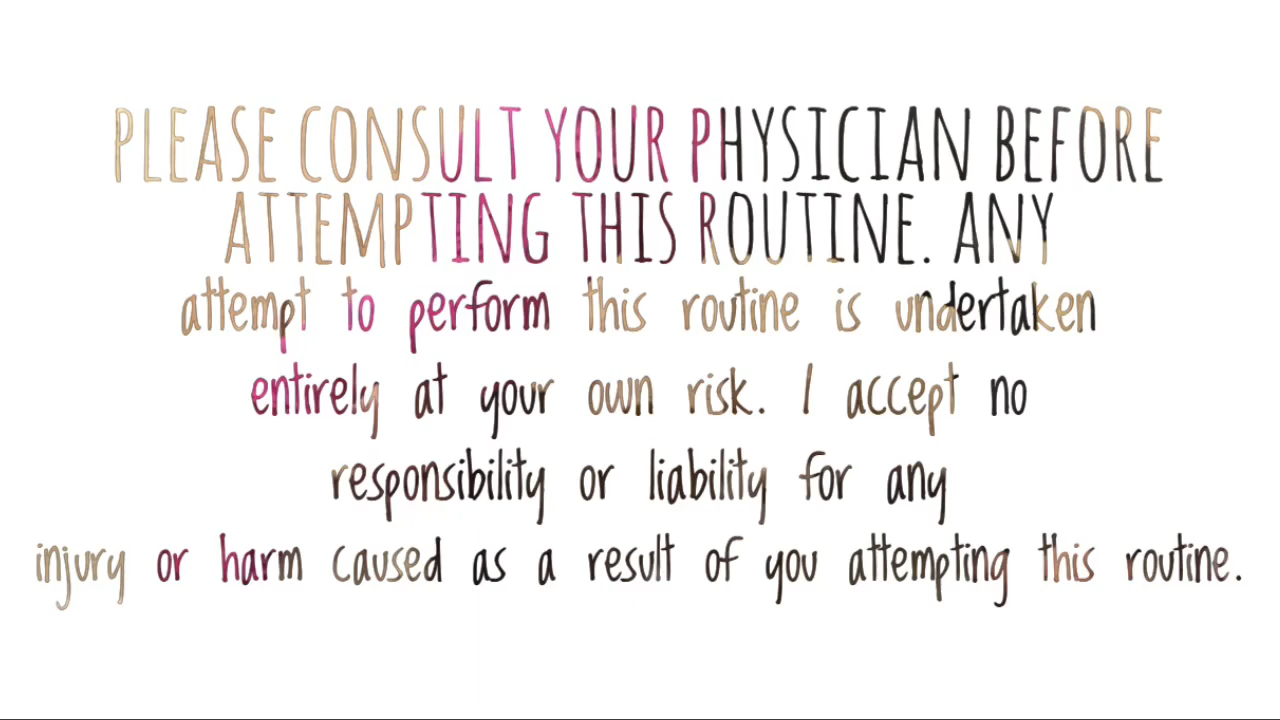 PLEASE CONSULT YOUR PHYSICIAN BEFORE
ATTEMPTING THIS ROUTINE. ANY
attempt to perform this routine is undertaken
entirely at your own risk. I accept no
responsibility or liability for any
injury or harm caused as a result of you attempting this routine.